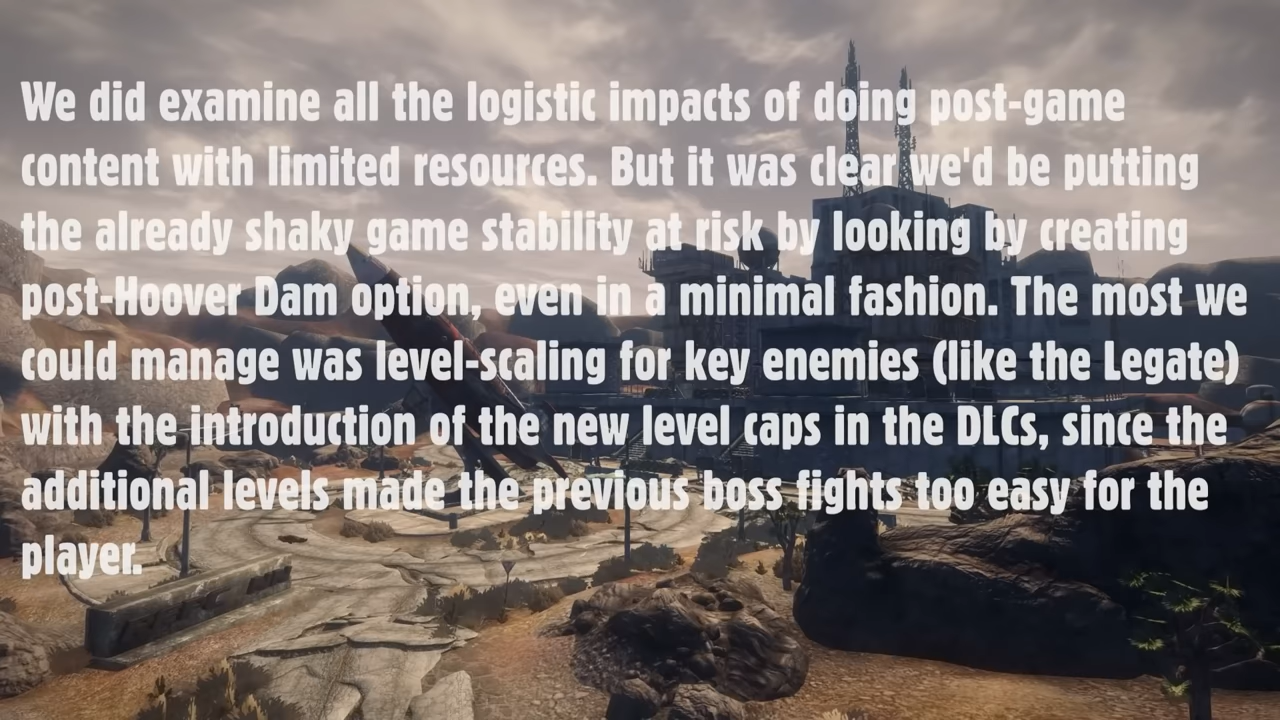 We did examine all the logistic impacts of doing post-game
content with limited resources. But it was clear we'd be putting
the already shaky game stability at risk by looking by creating
post-Hoover Dam option, even in a minimal fashion. The most we
could manage was level-scaling for key enemies (like the Legate)
with the introduction of the new level caps in the DLCs, since the
additional levels made the previous boss fights too easy for the
player.